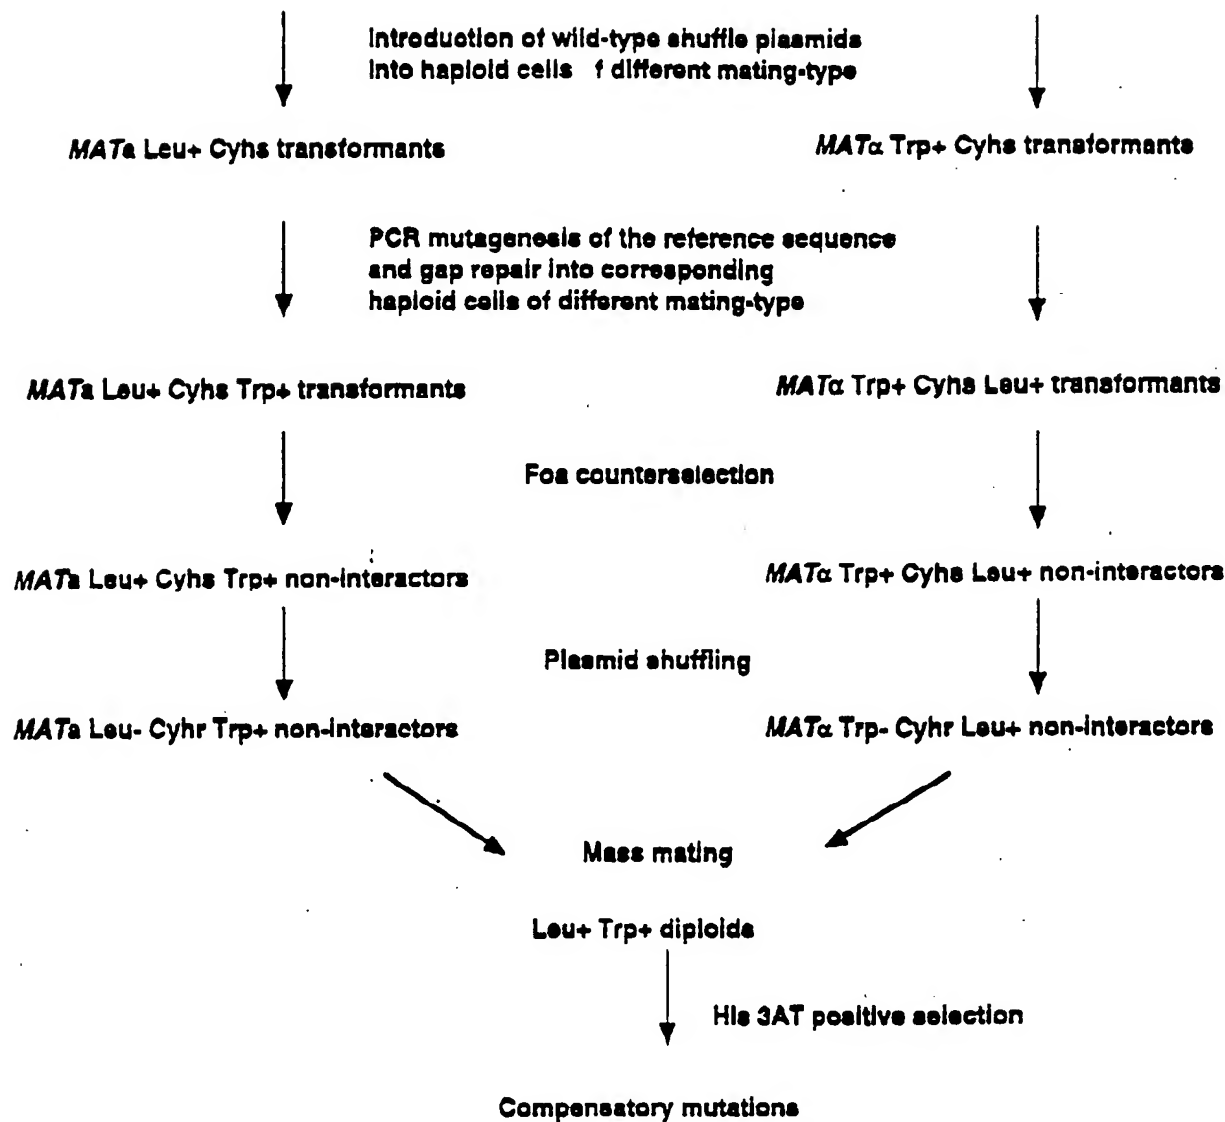 Introduction of wild-type shuffle plasmids
into haploid cells f different mating-type
MATa Leu+ Cyhs transformants
MATα Trp+ Cyhs transformants
PCR mutagenesis of the reference sequence
and gap repair into corresponding
haploid cells of different mating-type
MATa Leu+ Cyhs Trp+ transformants
MATα Trp+ Cyhs Leu+ transformants
Foa counterselection
MATa Leu+ Cyhs Trp+ non-interactors
MATα Trp+ Cyhs Leu+ non-interactors
Plasmid shuffling
MATa Leu- Cyhr Trp+ non-interactors
MATα Trp- Cyhr Leu+ non-interactors
Mass mating
Leu+ Trp+ diploids
His 3AT positive selection
Compensatory mutations